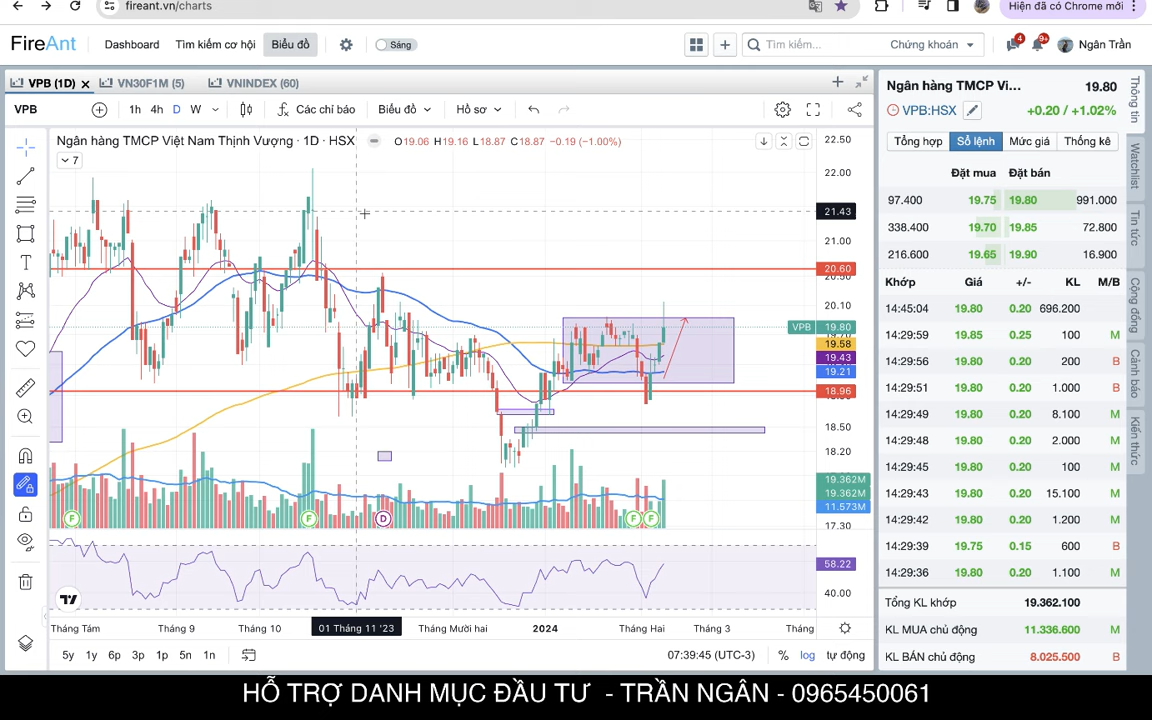 fireant.vn/charts
Hiện đã có Chrome mới
FireAnt Dashboard Tìm kiếm cơ hội Biểu đồ Sáng Tìm kiếm... Chứng khoán 4 9+ Ngân Trần
VPB (1D) VN30F1M (5) VNINDEX (60)
VPB 1h 4h D W Các chỉ báo Biểu đồ Hồ sơ
Ngân hàng TMCP Việt Nam Thịnh Vượng · 1D · HSX O19.06 H19.16 L18.87 C18.87 −0.19 (−1.00%)
7
22.50
22.00
21.43
21.00
20.60
20.50
20.10
VPB 19.80
19.58
19.43
19.21
18.96
18.50
18.20
19.362M
19.362M
11.573M
17.30
F F D F F
58.22
40.00
Tháng Tám Tháng 9 Tháng 10 01 Tháng 11 '23 Tháng Mười hai 2024 Tháng Hai Tháng 3 Tháng
5y 1y 6p 3p 1p 5n 1n 07:39:45 (UTC-3) % log tự động
Ngân hàng TMCP Vi... 19.80
VPB:HSX +0.20 / +1.02%
Tổng hợp Sổ lệnh Mức giá Thống kê
Đặt mua Đặt bán
97.400 19.75 19.80 991.000
338.400 19.70 19.85 72.800
216.600 19.65 19.90 16.900
Khớp Giá +/- KL M/B
14:45:04 19.80 0.20 696.200
14:29:59 19.85 0.25 100 M
14:29:56 19.80 0.20 200 B
14:29:51 19.80 0.20 1.000 B
14:29:49 19.80 0.20 8.100 M
14:29:48 19.80 0.20 2.000 M
14:29:45 19.80 0.20 100 M
14:29:43 19.80 0.20 15.100 M
14:29:42 19.80 0.20 1.200 M
14:29:39 19.75 0.15 600 B
14:29:36 19.80 0.20 1.100 M
Tổng KL khớp 19.362.100
KL MUA chủ động 11.336.600 M
KL BÁN chủ động 8.025.500 B
Thông tin
Watchlist
Tin tức
Cộng đồng
Cảnh báo
Kiến thức
HỖ TRỢ DANH MỤC ĐẦU TƯ - TRẦN NGÂN - 0965450061